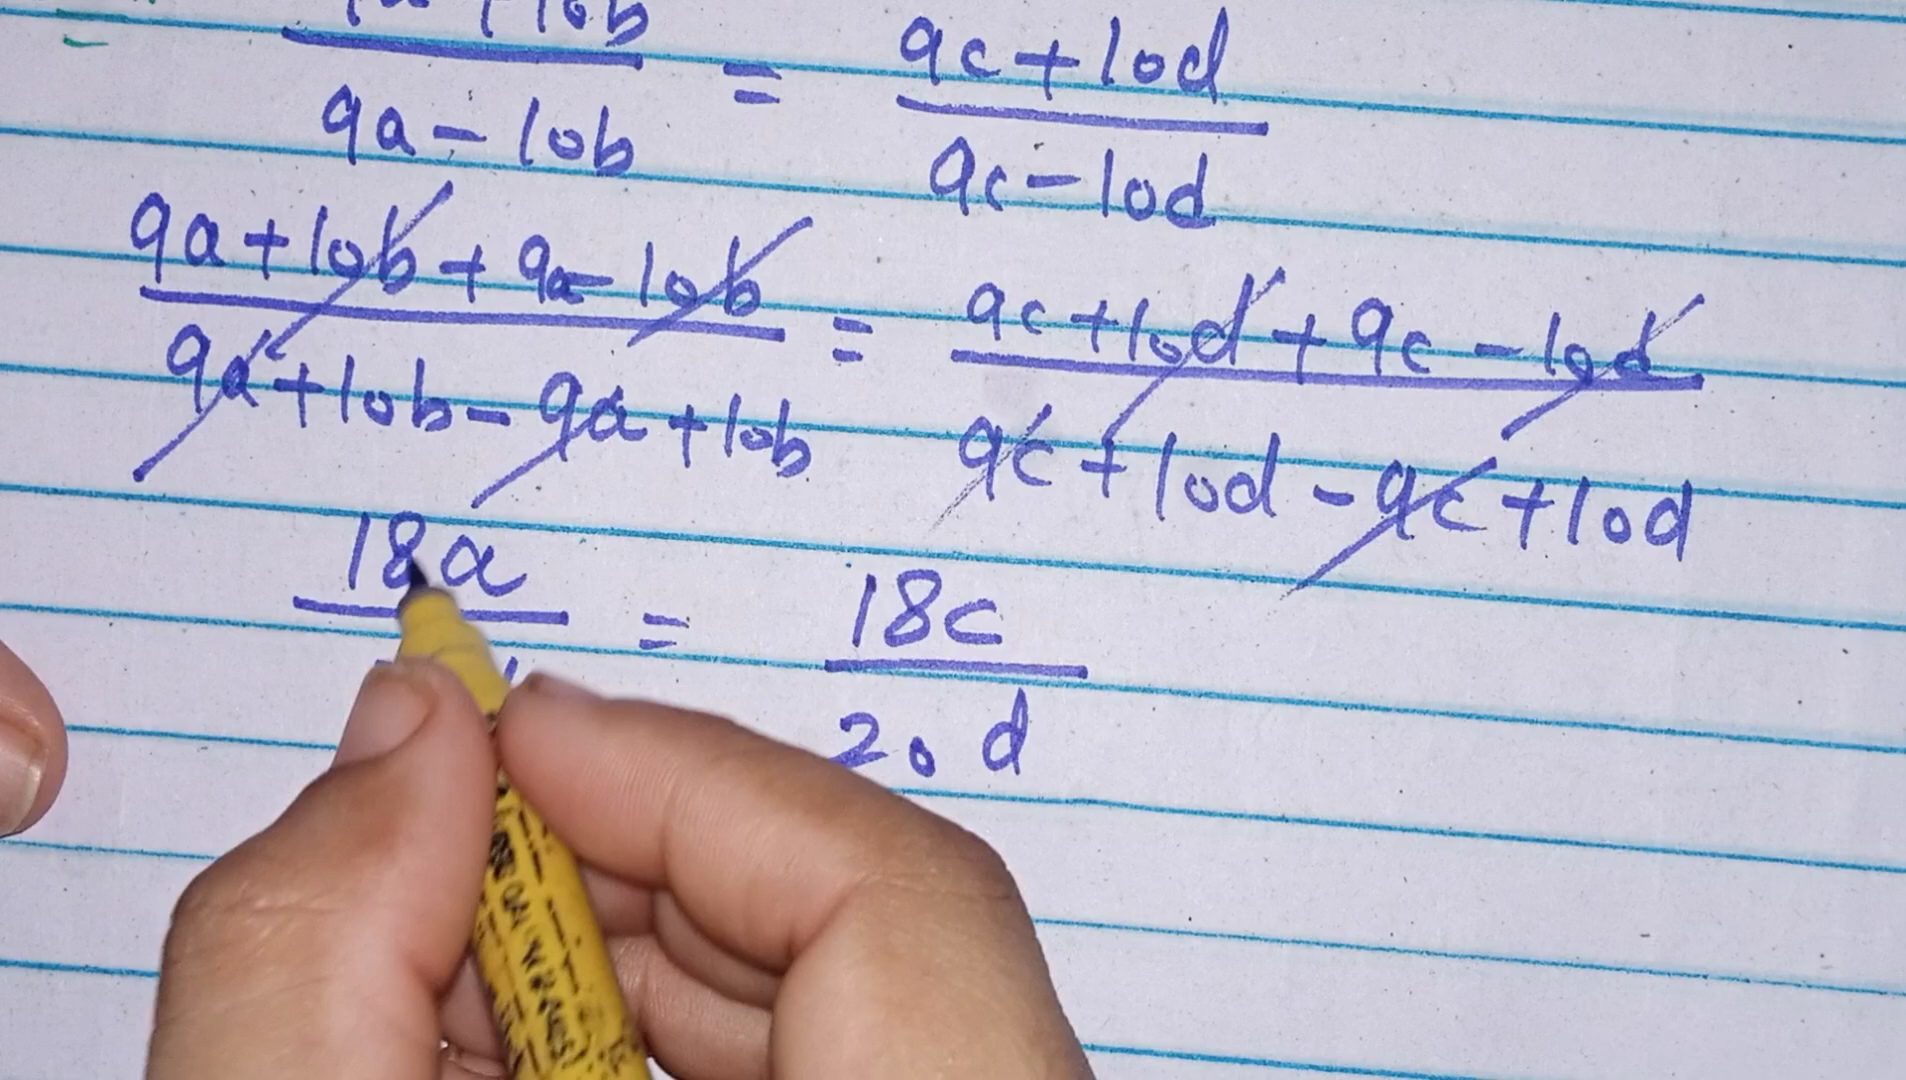 +10b = 9c+10d
9a-10b 9c-10d
9a+10b+9a-10b = 9c+10d+9c-10d
9a+10b-9a+10b 9c+10d-9c+10d
18a = 18c
20d